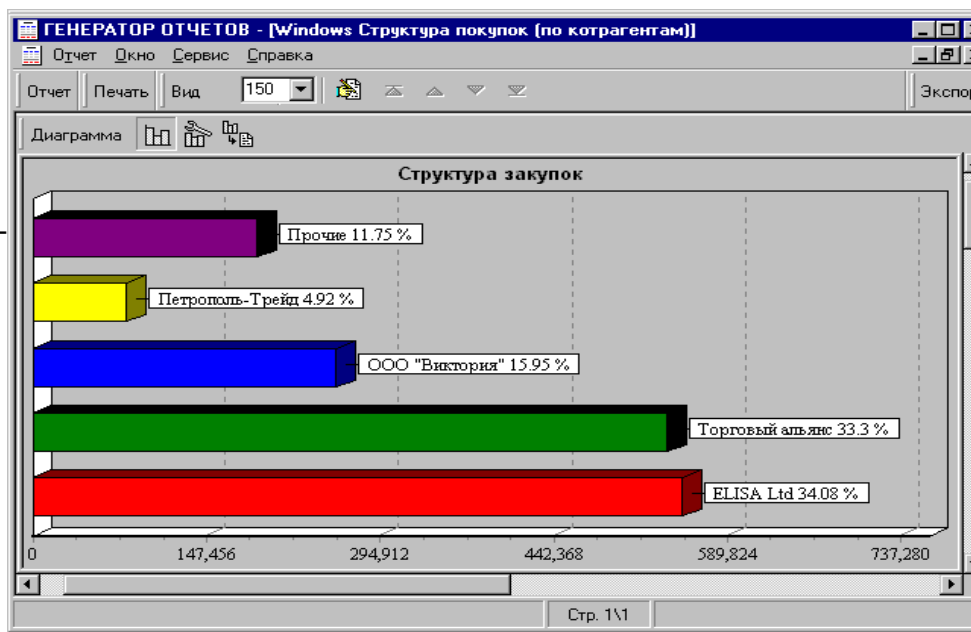 ГЕНЕРАТОР ОТЧЕТОВ - [Windows Структура покупок (по котрагентам)]
Отчет Окно Сервис Справка
Отчет Печать Вид 150 Экспор
Диаграмма
Структура закупок
Прочие 11.75 %
Петрополь-Трейд 4.92 %
ООО "Виктория" 15.95 %
Торговый альянс 33.3 %
ELISA Ltd 34.08 %
0 147,456 294,912 442,368 589,824 737,280
Стр. 1\1